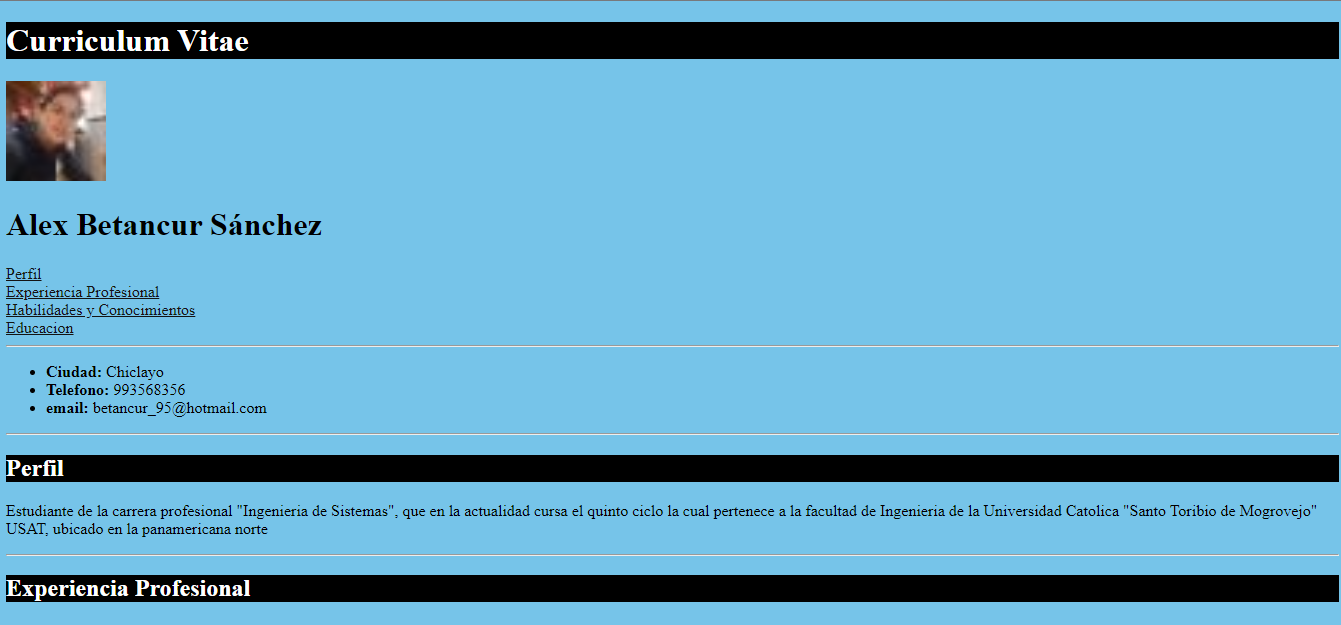 Curriculum Vitae
Alex Betancur Sánchez
Perfil
Experiencia Profesional
Habilidades y Conocimientos
Educacion
Ciudad: Chiclayo
Telefono: 993568356
email: betancur_95@hotmail.com
Perfil
Estudiante de la carrera profesional "Ingenieria de Sistemas", que en la actualidad cursa el quinto ciclo la cual pertenece a la facultad de Ingenieria de la Universidad Catolica "Santo Toribio de Mogrovejo"
USAT, ubicado en la panamericana norte
Experiencia Profesional